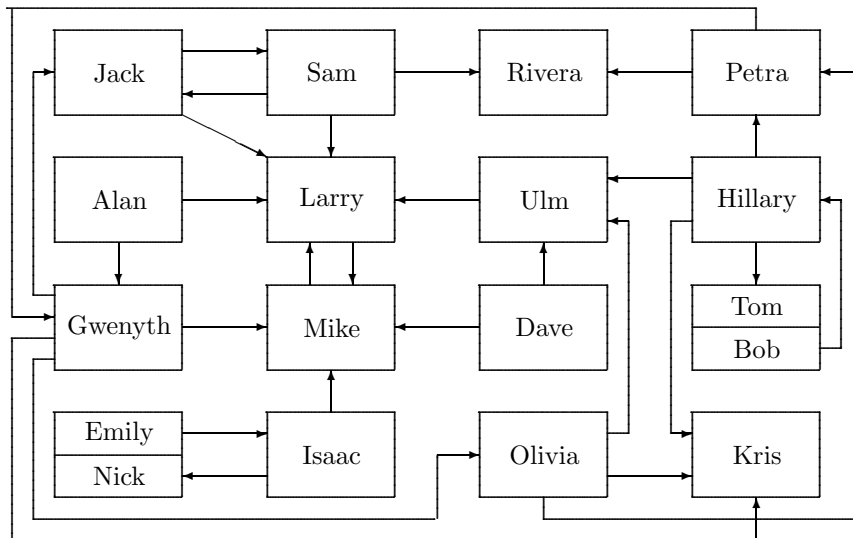 Jack
Sam
Rivera
Petra
Alan
Larry
Ulm
Hillary
Gwenyth
Mike
Dave
Tom
Bob
Emily
Nick
Isaac
Olivia
Kris